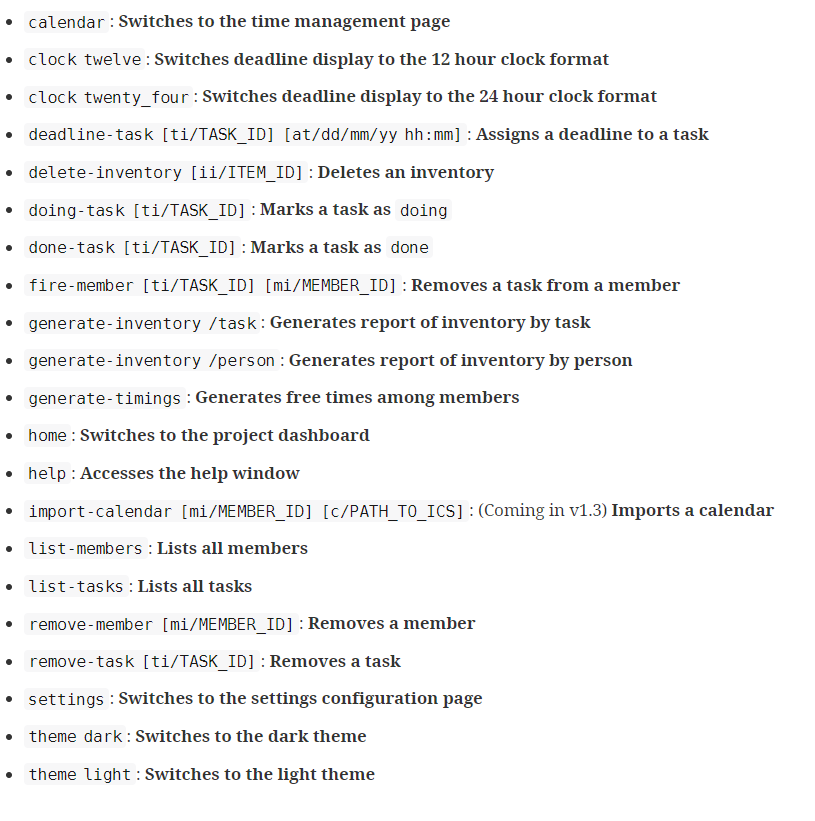 calendar : Switches to the time management page
clock twelve : Switches deadline display to the 12 hour clock format
clock twenty_four : Switches deadline display to the 24 hour clock format
deadline-task [ti/TASK_ID] [at/dd/mm/yy hh:mm] : Assigns a deadline to a task
delete-inventory [ii/ITEM_ID] : Deletes an inventory
doing-task [ti/TASK_ID] : Marks a task as doing
done-task [ti/TASK_ID] : Marks a task as done
fire-member [ti/TASK_ID] [mi/MEMBER_ID] : Removes a task from a member
generate-inventory /task : Generates report of inventory by task
generate-inventory /person : Generates report of inventory by person
generate-timings : Generates free times among members
home : Switches to the project dashboard
help : Accesses the help window
import-calendar [mi/MEMBER_ID] [c/PATH_TO_ICS] : (Coming in v1.3) Imports a calendar
list-members : Lists all members
list-tasks : Lists all tasks
remove-member [mi/MEMBER_ID] : Removes a member
remove-task [ti/TASK_ID] : Removes a task
settings : Switches to the settings configuration page
theme dark : Switches to the dark theme
theme light : Switches to the light theme